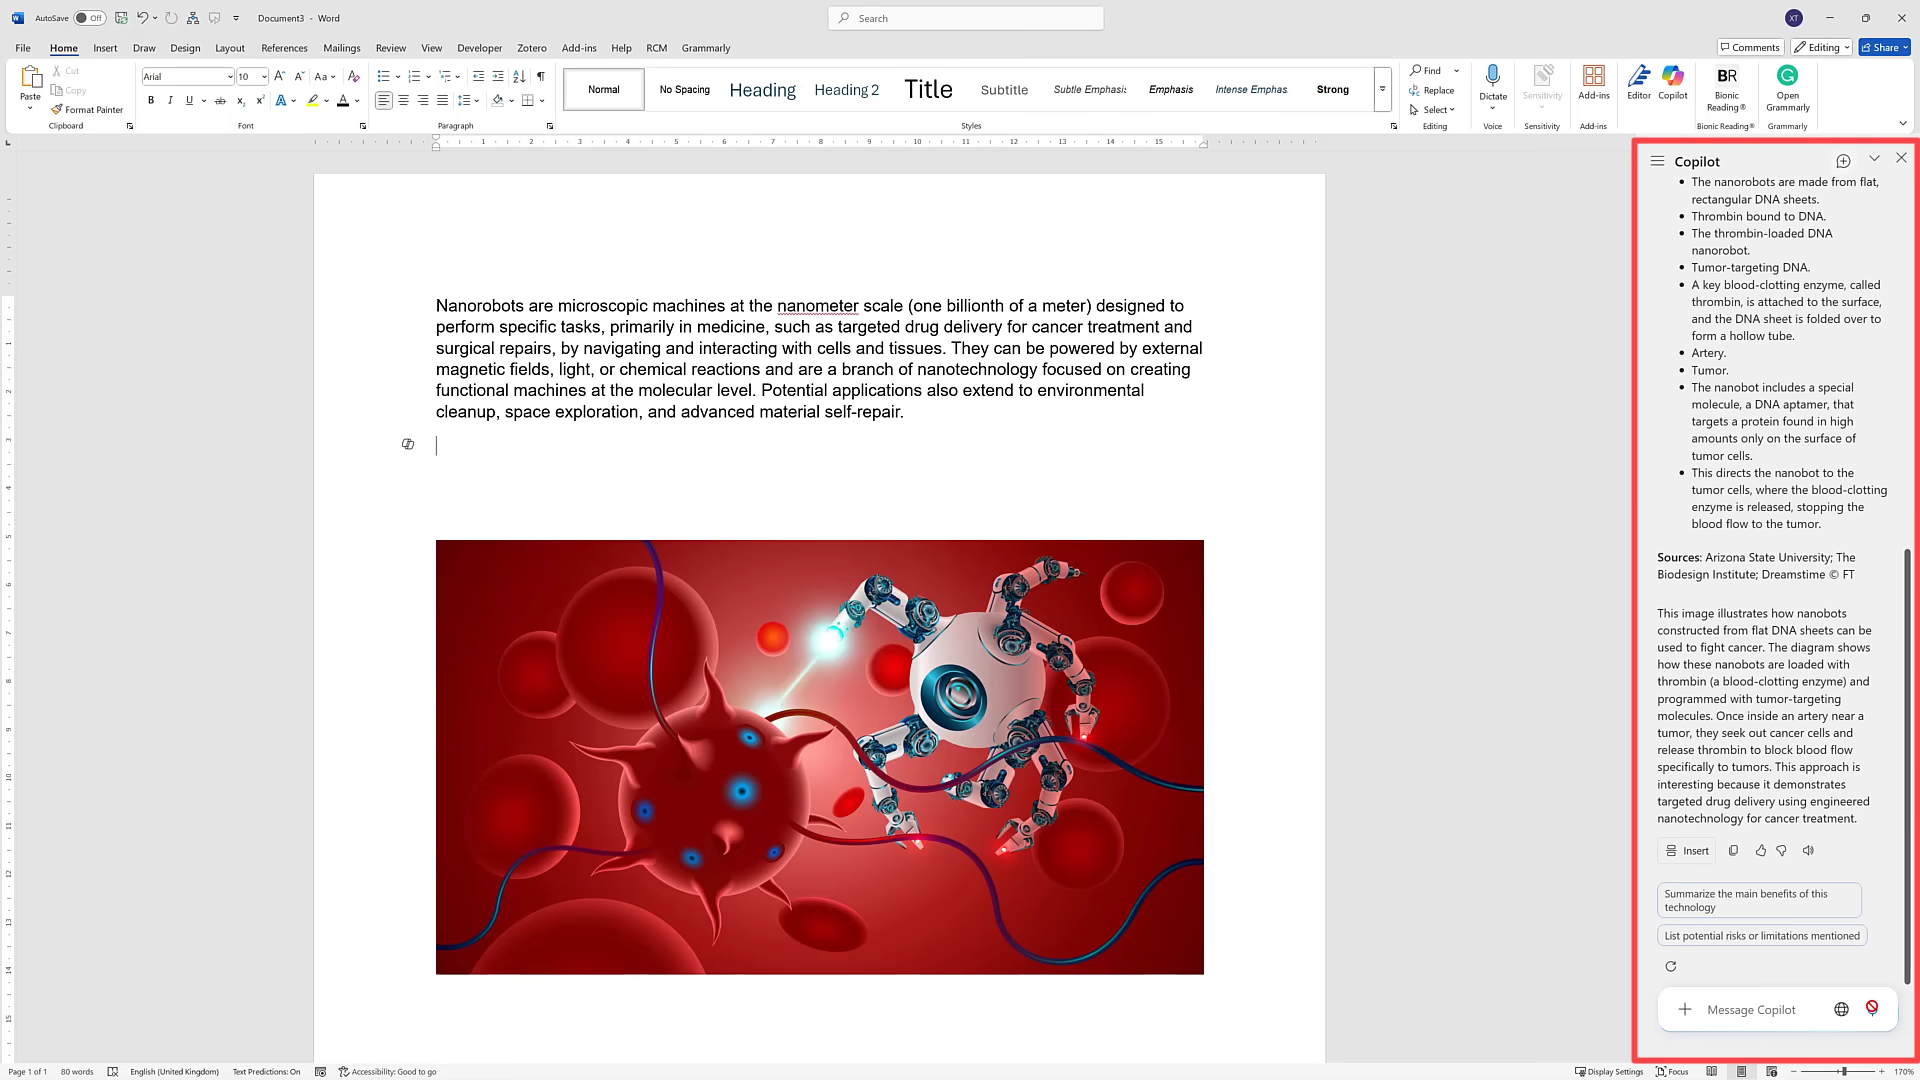 AutoSave Off Document3 - Word
Search
XT
File Home Insert Draw Design Layout References Mailings Review View Developer Zotero Add-ins Help RCM Grammarly
Comments Editing Share
Paste
Cut
Copy
Format Painter
Clipboard
Arial 10
Font
Paragraph
Normal No Spacing Heading Heading 2 Title Subtitle Subtle Emphasis Emphasis Intense Emphas Strong
Styles
Find
Replace
Select
Editing
Dictate
Voice
Sensitivity
Sensitivity
Add-ins
Add-ins
Editor Copilot
BR
Bionic
Reading®
Bionic Reading®
Open
Grammarly
Grammarly
1 2 3 4 5 6 7 8 9 10 11 12 13 14 15
Nanorobots are microscopic machines at the nanometer scale (one billionth of a meter) designed to
perform specific tasks, primarily in medicine, such as targeted drug delivery for cancer treatment and
surgical repairs, by navigating and interacting with cells and tissues. They can be powered by external
magnetic fields, light, or chemical reactions and are a branch of nanotechnology focused on creating
functional machines at the molecular level. Potential applications also extend to environmental
cleanup, space exploration, and advanced material self-repair.
Copilot
The nanorobots are made from flat,
rectangular DNA sheets.
Thrombin bound to DNA.
The thrombin-loaded DNA
nanorobot.
Tumor-targeting DNA.
A key blood-clotting enzyme, called
thrombin, is attached to the surface,
and the DNA sheet is folded over to
form a hollow tube.
Artery.
Tumor.
The nanobot includes a special
molecule, a DNA aptamer, that
targets a protein found in high
amounts only on the surface of
tumor cells.
This directs the nanobot to the
tumor cells, where the blood-clotting
enzyme is released, stopping the
blood flow to the tumor.
Sources: Arizona State University; The
Biodesign Institute; Dreamstime © FT
This image illustrates how nanobots
constructed from flat DNA sheets can be
used to fight cancer. The diagram shows
how these nanobots are loaded with
thrombin (a blood-clotting enzyme) and
programmed with tumor-targeting
molecules. Once inside an artery near a
tumor, they seek out cancer cells and
release thrombin to block blood flow
specifically to tumors. This approach is
interesting because it demonstrates
targeted drug delivery using engineered
nanotechnology for cancer treatment.
Insert
Summarize the main benefits of this
technology
List potential risks or limitations mentioned
Message Copilot
Page 1 of 1 80 words English (United Kingdom) Text Predictions: On Accessibility: Good to go
Display Settings Focus 170%